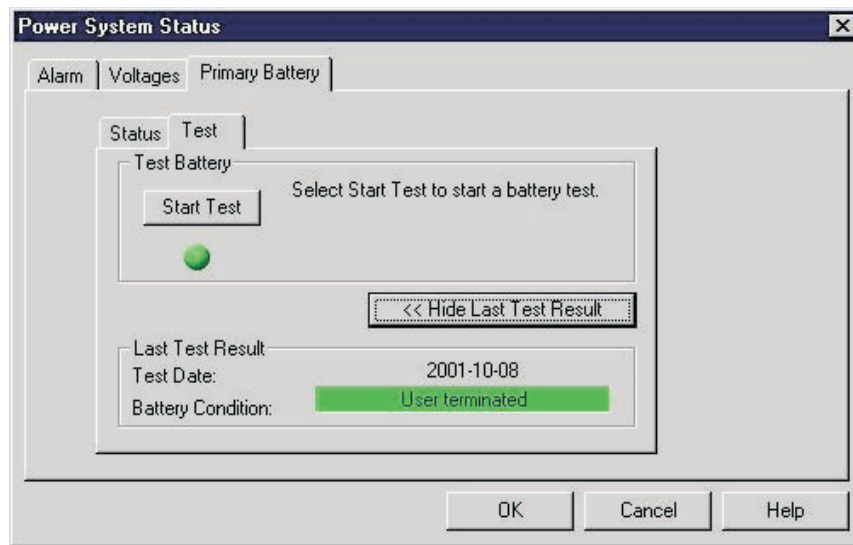 Power System Status
Alarm Voltages Primary Battery
Status Test
Test Battery
Start Test Select Start Test to start a battery test.
<< Hide Last Test Result
Last Test Result
Test Date: 2001-10-08
Battery Condition: User terminated
OK Cancel Help